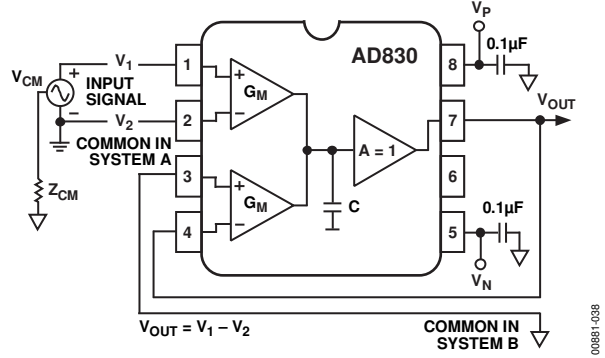 VP
AD830
0.1µF
V1
1
8
VCM
+
INPUT
SIGNAL
+
GM
–
VOUT
–
V2
2
7
COMMON IN
SYSTEM A
A = 1
3
6
ZCM
+
GM
–
C
0.1µF
4
5
VN
VOUT = V1 – V2
COMMON IN
SYSTEM B
00881-038